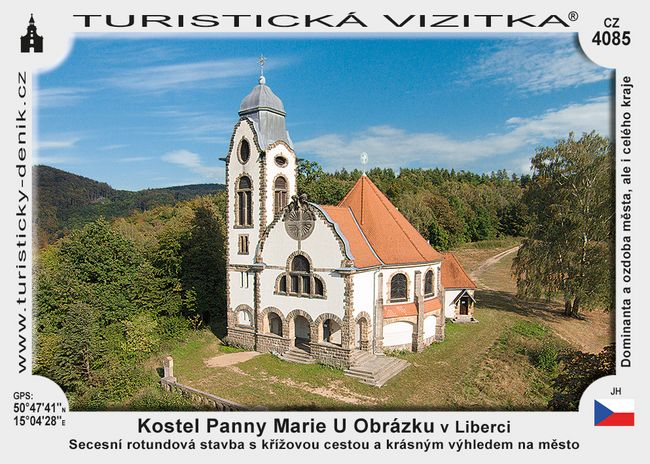 TURISTICKÁ VIZITKA®
CZ
4085
www.turisticky-denik.cz
Dominanta a ozdoba města, ale i celého kraje
GPS:
50°47'41"N
15°04'28"E
JH
Kostel Panny Marie U Obrázku v Liberci
Secesní rotundová stavba s křížovou cestou a krásným výhledem na město